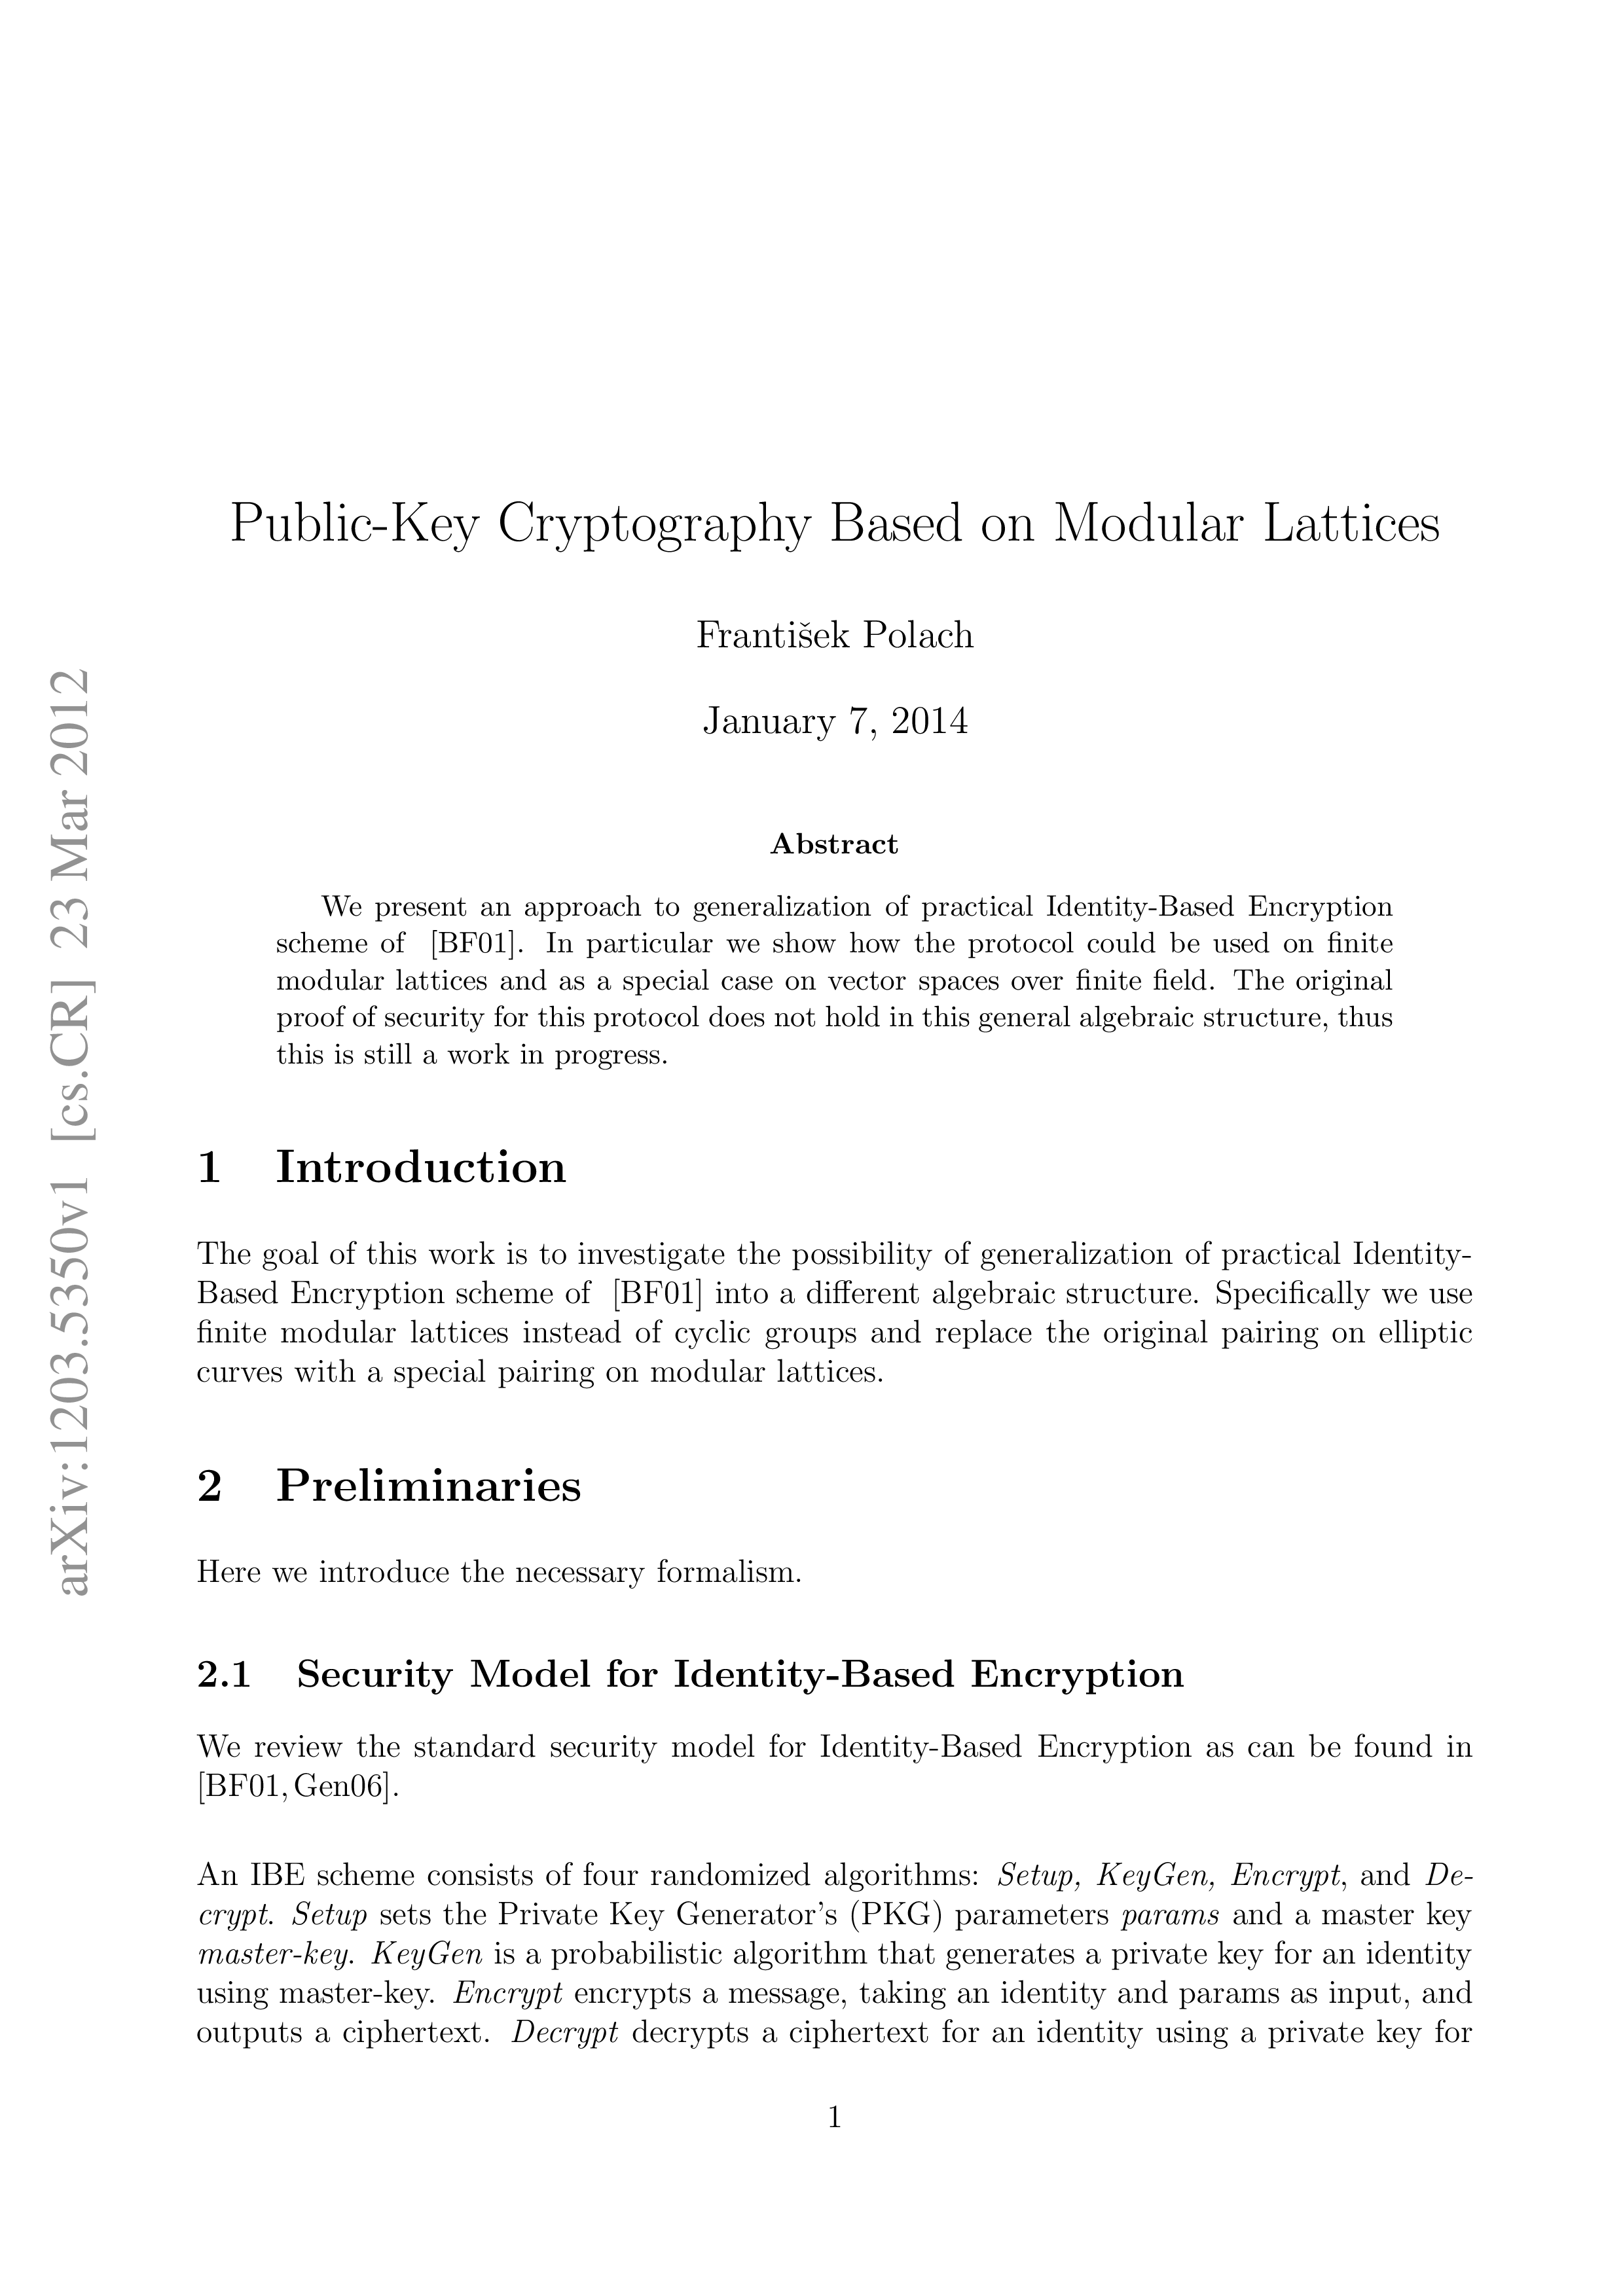 Public-Key Cryptography Based on Modular Lattices
František Polach
January 7, 2014
Abstract
We present an approach to generalization of practical Identity-Based Encryption
scheme of [BF01]. In particular we show how the protocol could be used on finite
modular lattices and as a special case on vector spaces over finite field. The original
proof of security for this protocol does not hold in this general algebraic structure, thus
this is still a work in progress.
1 Introduction
The goal of this work is to investigate the possibility of generalization of practical Identity-
Based Encryption scheme of [BF01] into a different algebraic structure. Specifically we use
finite modular lattices instead of cyclic groups and replace the original pairing on elliptic
curves with a special pairing on modular lattices.
2 Preliminaries
Here we introduce the necessary formalism.
2.1 Security Model for Identity-Based Encryption
We review the standard security model for Identity-Based Encryption as can be found in
[BF01, Gen06].
An IBE scheme consists of four randomized algorithms: Setup, KeyGen, Encrypt, and De-
crypt. Setup sets the Private Key Generator's (PKG) parameters params and a master key
master-key. KeyGen is a probabilistic algorithm that generates a private key for an identity
using master-key. Encrypt encrypts a message, taking an identity and params as input, and
outputs a ciphertext. Decrypt decrypts a ciphertext for an identity using a private key for
1
arXiv:1203.5350v1 [cs.CR] 23 Mar 2012